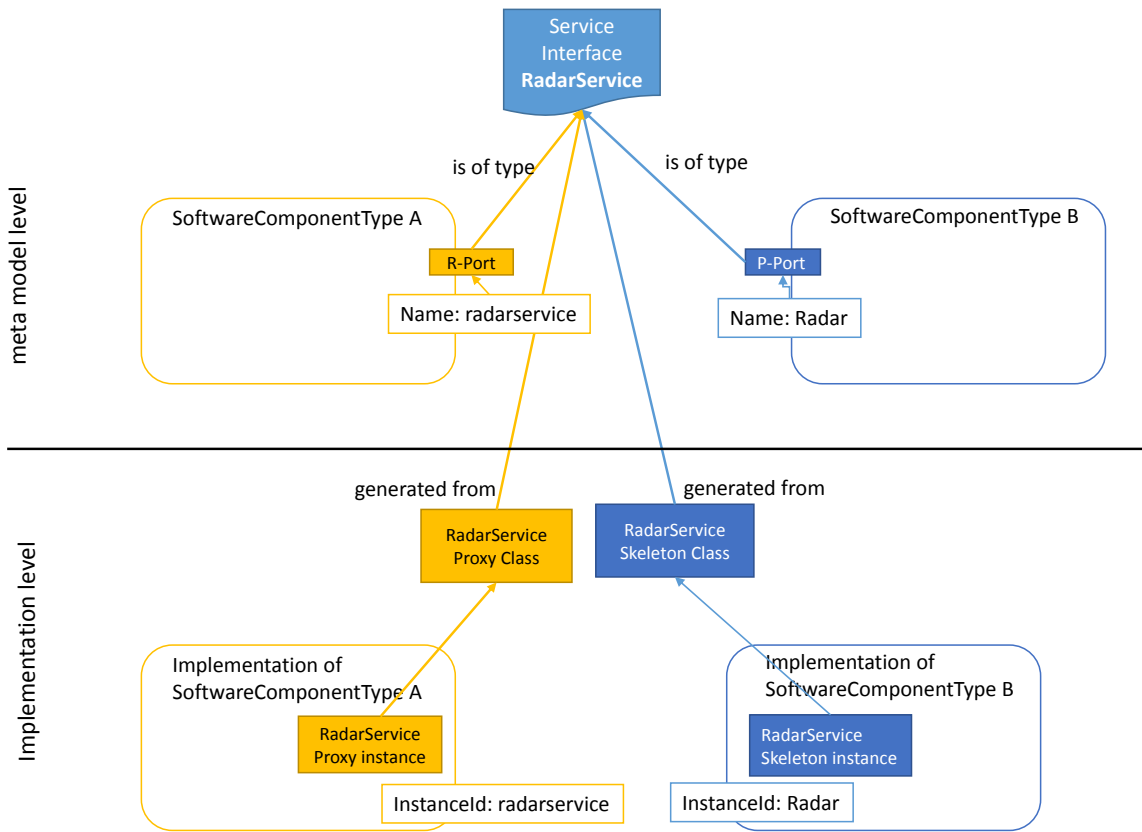 Service
Interface
RadarService
is of type
is of type
meta model level
SoftwareComponentType A
SoftwareComponentType B
R-Port
P-Port
Name: radarservice
Name: Radar
generated from
generated from
Implementation level
RadarService
Proxy Class
RadarService
Skeleton Class
Implementation of
SoftwareComponentType A
Implementation of
SoftwareComponentType B
RadarService
Proxy instance
RadarService
Skeleton instance
InstanceId: radarservice
InstanceId: Radar